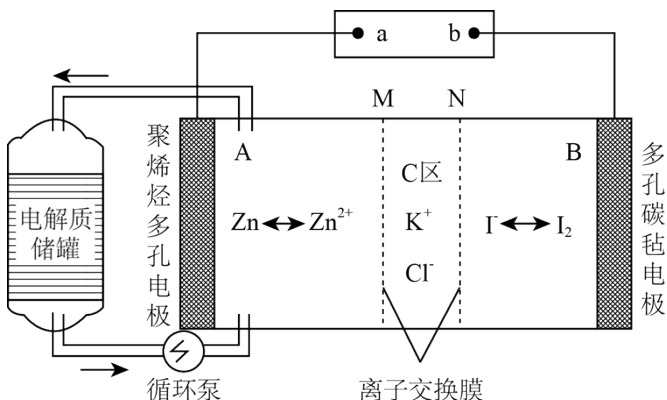 a b
M N
聚烯烃多孔电极
A
C区
B
多孔碳毡电极
电解质
储罐
Zn⟷Zn²⁺
K⁺
I⁻⟷I₂
Cl⁻
循环泵
离子交换膜